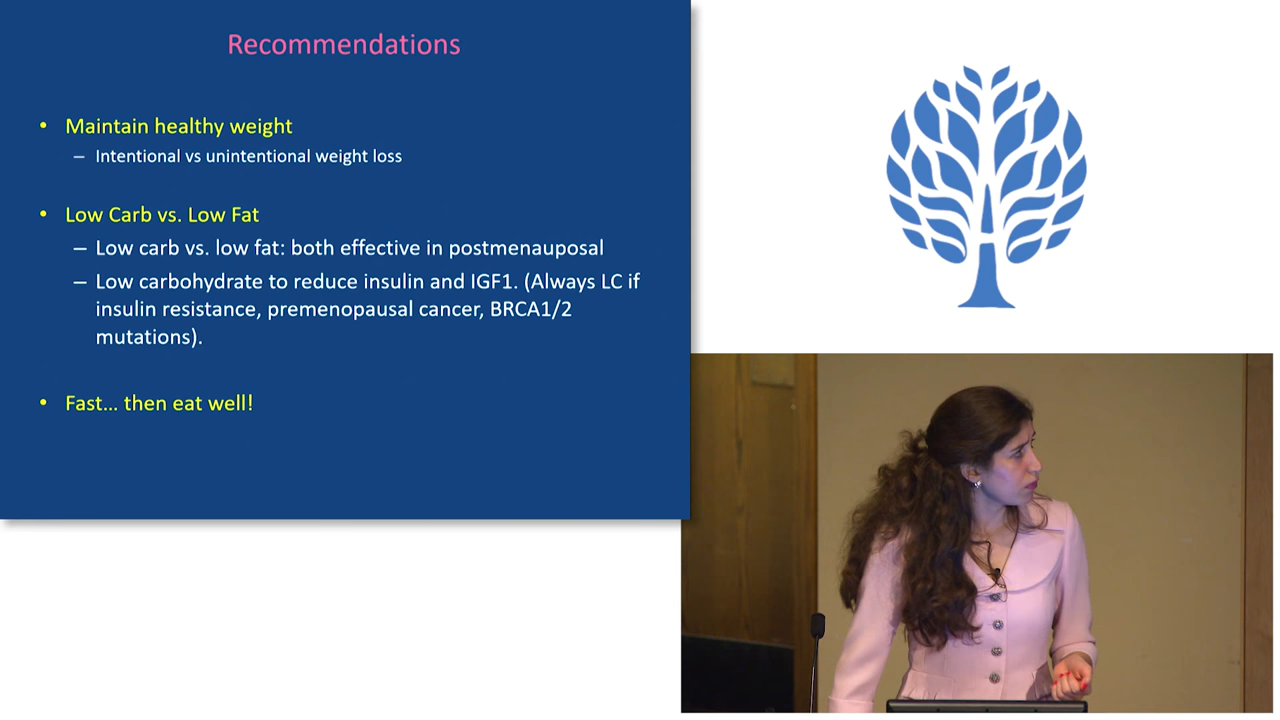 Recommendations
• Maintain healthy weight
– Intentional vs unintentional weight loss
• Low Carb vs. Low Fat
– Low carb vs. low fat: both effective in postmenauposal
– Low carbohydrate to reduce insulin and IGF1. (Always LC if
insulin resistance, premenopausal cancer, BRCA1/2
mutations).
• Fast... then eat well!